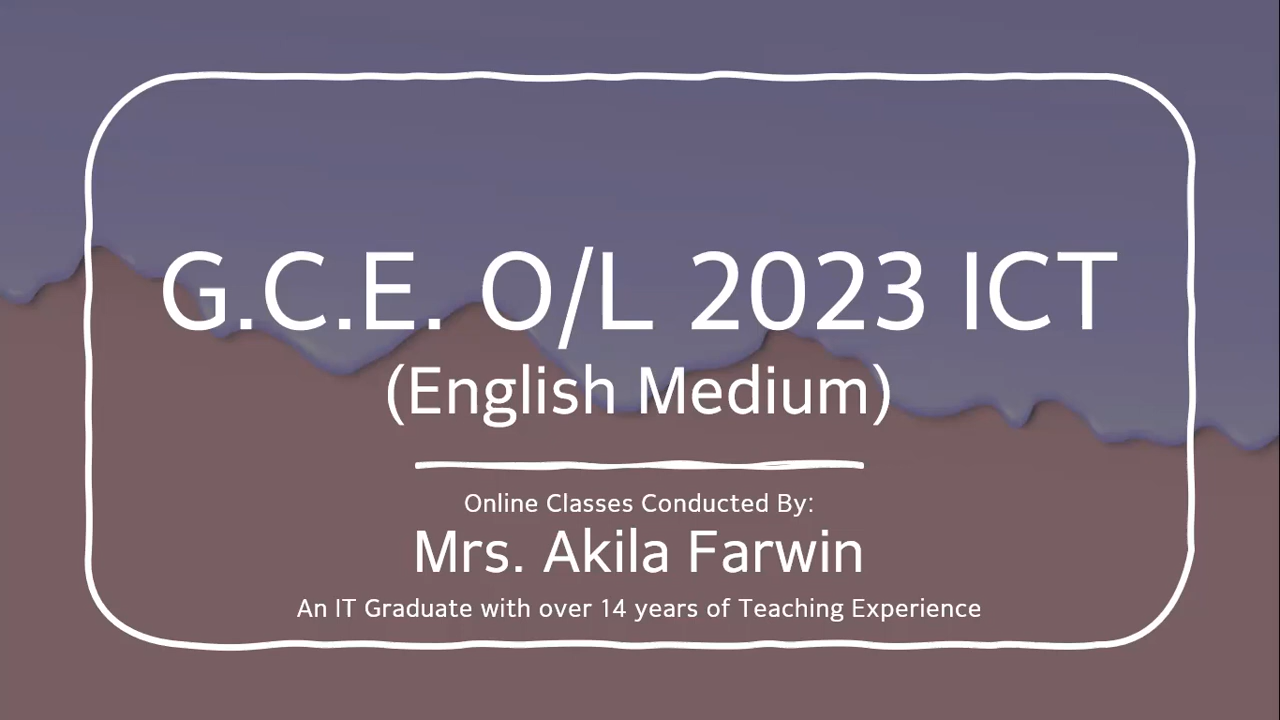 G.C.E. O/L 2023 ICT
(English Medium)
Online Classes Conducted By:
Mrs. Akila Farwin
An IT Graduate with over 14 years of Teaching Experience